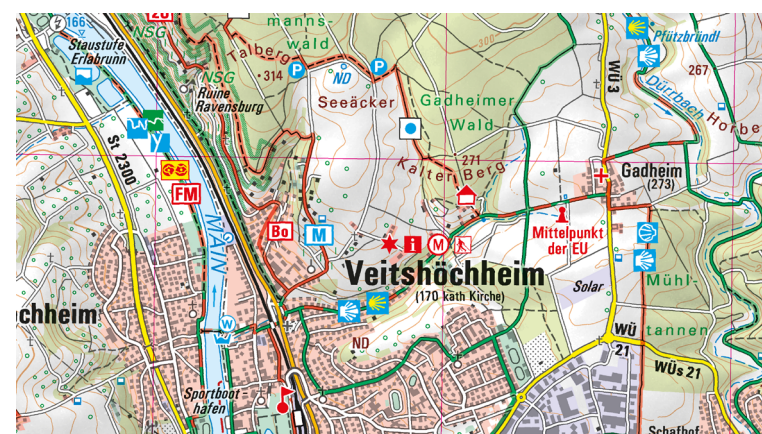 166
Staustufe
Erlabrunn
NSG
28
manns-
wald
Talberg
314
NSG
Ruine
Ravensburg
P
P
ND
Seeäcker
Gadheimer
Wald
300
WÜ 3
Pfützbründl
267
Dürrbach
Horbe
St 2300
y
FM
MAIN
Kalter Berg
271
Gadheim
(273)
Bo
M
i
M
Mittelpunkt
der EU
Veitshöchheim
(170 kath Kirche)
Solar
Mühl-
tannen
chheim
W
ND
WÜ
21
WÜs 21
Sportboot
hafen
Schafhof